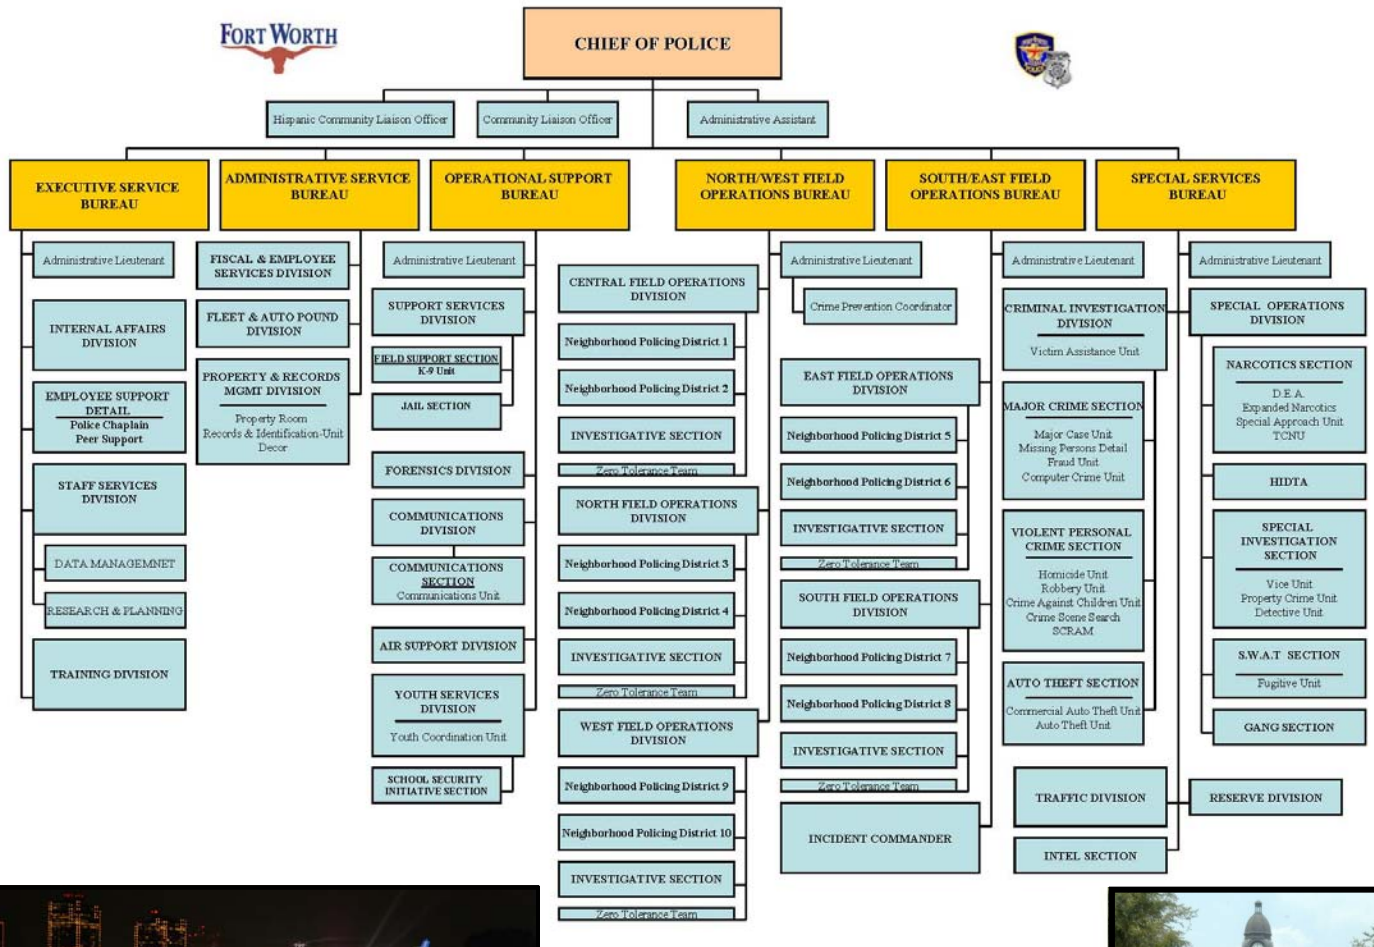 FORT WORTH
CHIEF OF POLICE
Hispanic Community Liaison Officer
Community Liaison Officer
Administrative Assistant
EXECUTIVE SERVICE
BUREAU
ADMINISTRATIVE SERVICE
BUREAU
OPERATIONAL SUPPORT
BUREAU
NORTH/WEST FIELD
OPERATIONS BUREAU
SOUTH/EAST FIELD
OPERATIONS BUREAU
SPECIAL SERVICES
BUREAU
Administrative Lieutenant
INTERNAL AFFAIRS
DIVISION
EMPLOYEE SUPPORT
DETAIL
Police Chaplain
Peer Support
STAFF SERVICES
DIVISION
DATA MANAGEMNET
RESEARCH & PLANNING
TRAINING DIVISION
FISCAL & EMPLOYEE
SERVICES DIVISION
FLEET & AUTO POUND
DIVISION
PROPERTY & RECORDS
MGMT DIVISION
Property Room
Records & Identification-Unit
Decor
Administrative Lieutenant
SUPPORT SERVICES
DIVISION
FIELD SUPPORT SECTION
K-9 Unit
JAIL SECTION
FORENSICS DIVISION
COMMUNICATIONS
DIVISION
COMMUNICATIONS
SECTION
Communications Unit
AIR SUPPORT DIVISION
YOUTH SERVICES
DIVISION
Youth Coordination Unit
SCHOOL SECURITY
INITIATIVE SECTION
CENTRAL FIELD OPERATIONS
DIVISION
Neighborhood Policing District 1
Neighborhood Policing District 2
INVESTIGATIVE SECTION
Zero Tolerance Team
NORTH FIELD OPERATIONS
DIVISION
Neighborhood Policing District 3
Neighborhood Policing District 4
INVESTIGATIVE SECTION
Zero Tolerance Team
WEST FIELD OPERATIONS
DIVISION
Neighborhood Policing District 9
Neighborhood Policing District 10
INVESTIGATIVE SECTION
Zero Tolerance Team
Administrative Lieutenant
Crime Prevention Coordinator
EAST FIELD OPERATIONS
DIVISION
Neighborhood Policing District 5
Neighborhood Policing District 6
INVESTIGATIVE SECTION
Zero Tolerance Team
SOUTH FIELD OPERATIONS
DIVISION
Neighborhood Policing District 7
Neighborhood Policing District 8
INVESTIGATIVE SECTION
Zero Tolerance Team
INCIDENT COMMANDER
Administrative Lieutenant
CRIMINAL INVESTIGATION
DIVISION
Victim Assistance Unit
MAJOR CRIME SECTION
Major Case Unit
Missing Persons Detail
Fraud Unit
Computer Crime Unit
VIOLENT PERSONAL
CRIME SECTION
Homicide Unit
Robbery Unit
Crime Against Children Unit
Crime Scene Search
SCRAM
AUTO THEFT SECTION
Commercial Auto Theft Unit
Auto Theft Unit
TRAFFIC DIVISION
INTEL SECTION
Administrative Lieutenant
SPECIAL OPERATIONS
DIVISION
NARCOTICS SECTION
D.E.A.
Expanded Narcotics
Special Approach Unit
TCNU
HIDTA
SPECIAL
INVESTIGATION
SECTION
Vice Unit
Property Crime Unit
Detective Unit
S.W.A.T SECTION
Fugitive Unit
GANG SECTION
RESERVE DIVISION